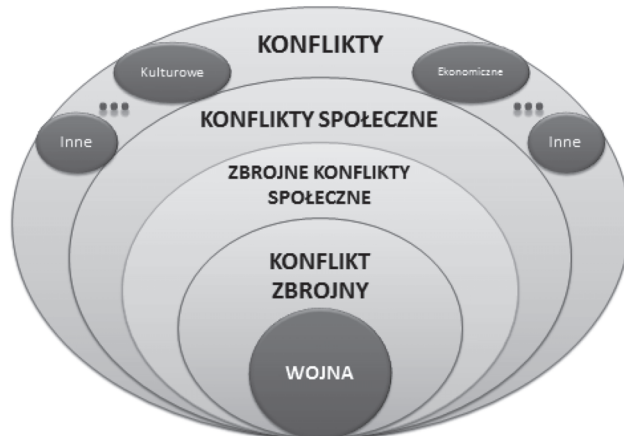 KONFLIKTY
Kulturowe
Ekonomiczne
...
...
Inne
KONFLIKTY SPOŁECZNE
Inne
ZBROJNE KONFLIKTY
SPOŁECZNE
KONFLIKT
ZBROJNY
WOJNA